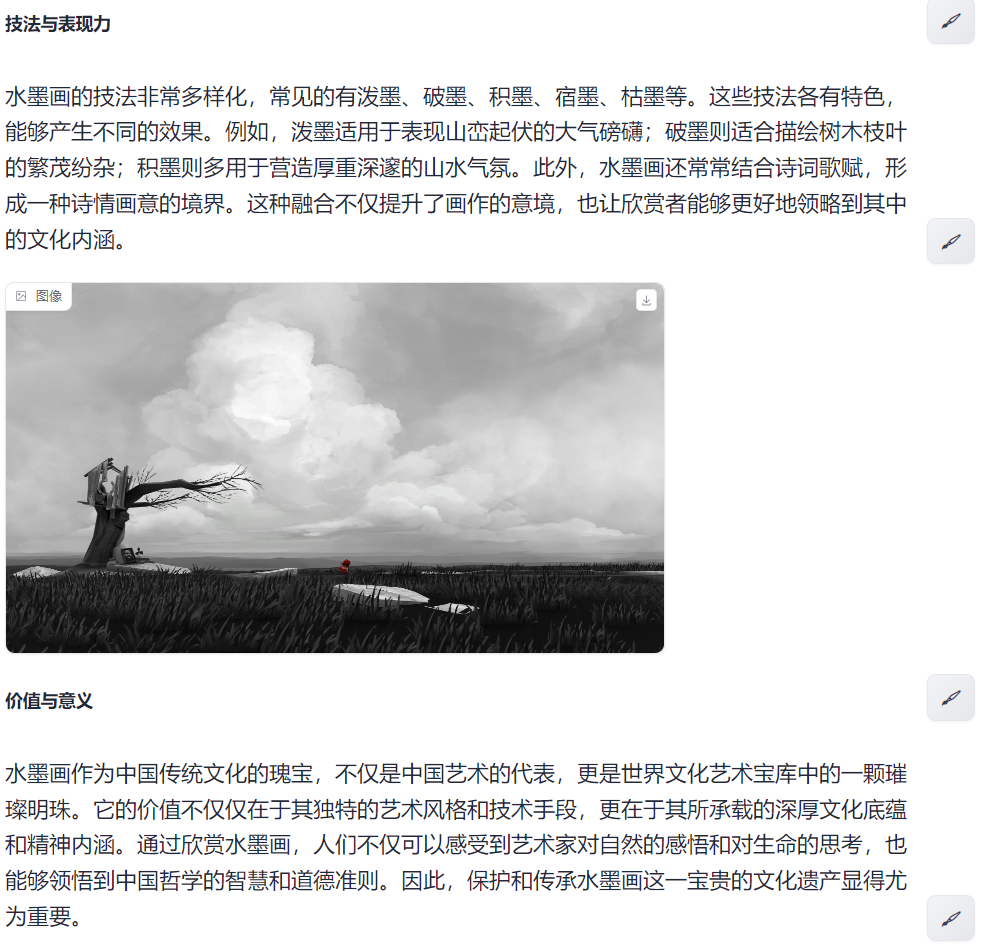 技法与表现力
水墨画的技法非常多样化，常见的有泼墨、破墨、积墨、宿墨、枯墨等。这些技法各有特色，
能够产生不同的效果。例如，泼墨适用于表现山峦起伏的大气磅礴；破墨则适合描绘树木枝叶
的繁茂纷杂；积墨则多用于营造厚重深邃的山水气氛。此外，水墨画还常常结合诗词歌赋，形
成一种诗情画意的境界。这种融合不仅提升了画作的意境，也让欣赏者能够更好地领略到其中
的文化内涵。
图像
价值与意义
水墨画作为中国传统文化的瑰宝，不仅是中国艺术的代表，更是世界文化艺术宝库中的一颗璀
璨明珠。它的价值不仅仅在于其独特的艺术风格和技术手段，更在于其所承载的深厚文化底蕴
和精神内涵。通过欣赏水墨画，人们不仅可以感受到艺术家对自然的感悟和对生命的思考，也
能够领悟到中国哲学的智慧和道德准则。因此，保护和传承水墨画这一宝贵的文化遗产显得尤
为重要。